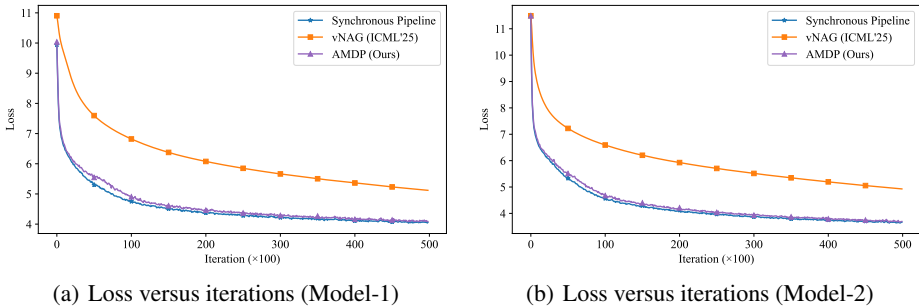 Synchronous Pipeline
vNAG (ICML'25)
AMDP (Ours)
11
10
9
8
7
6
5
4
Loss
0
100
200
300
400
500
Iteration (×100)
(a) Loss versus iterations (Model-1)
Synchronous Pipeline
vNAG (ICML'25)
AMDP (Ours)
11
10
9
8
7
6
5
4
Loss
0
100
200
300
400
500
Iteration (×100)
(b) Loss versus iterations (Model-2)